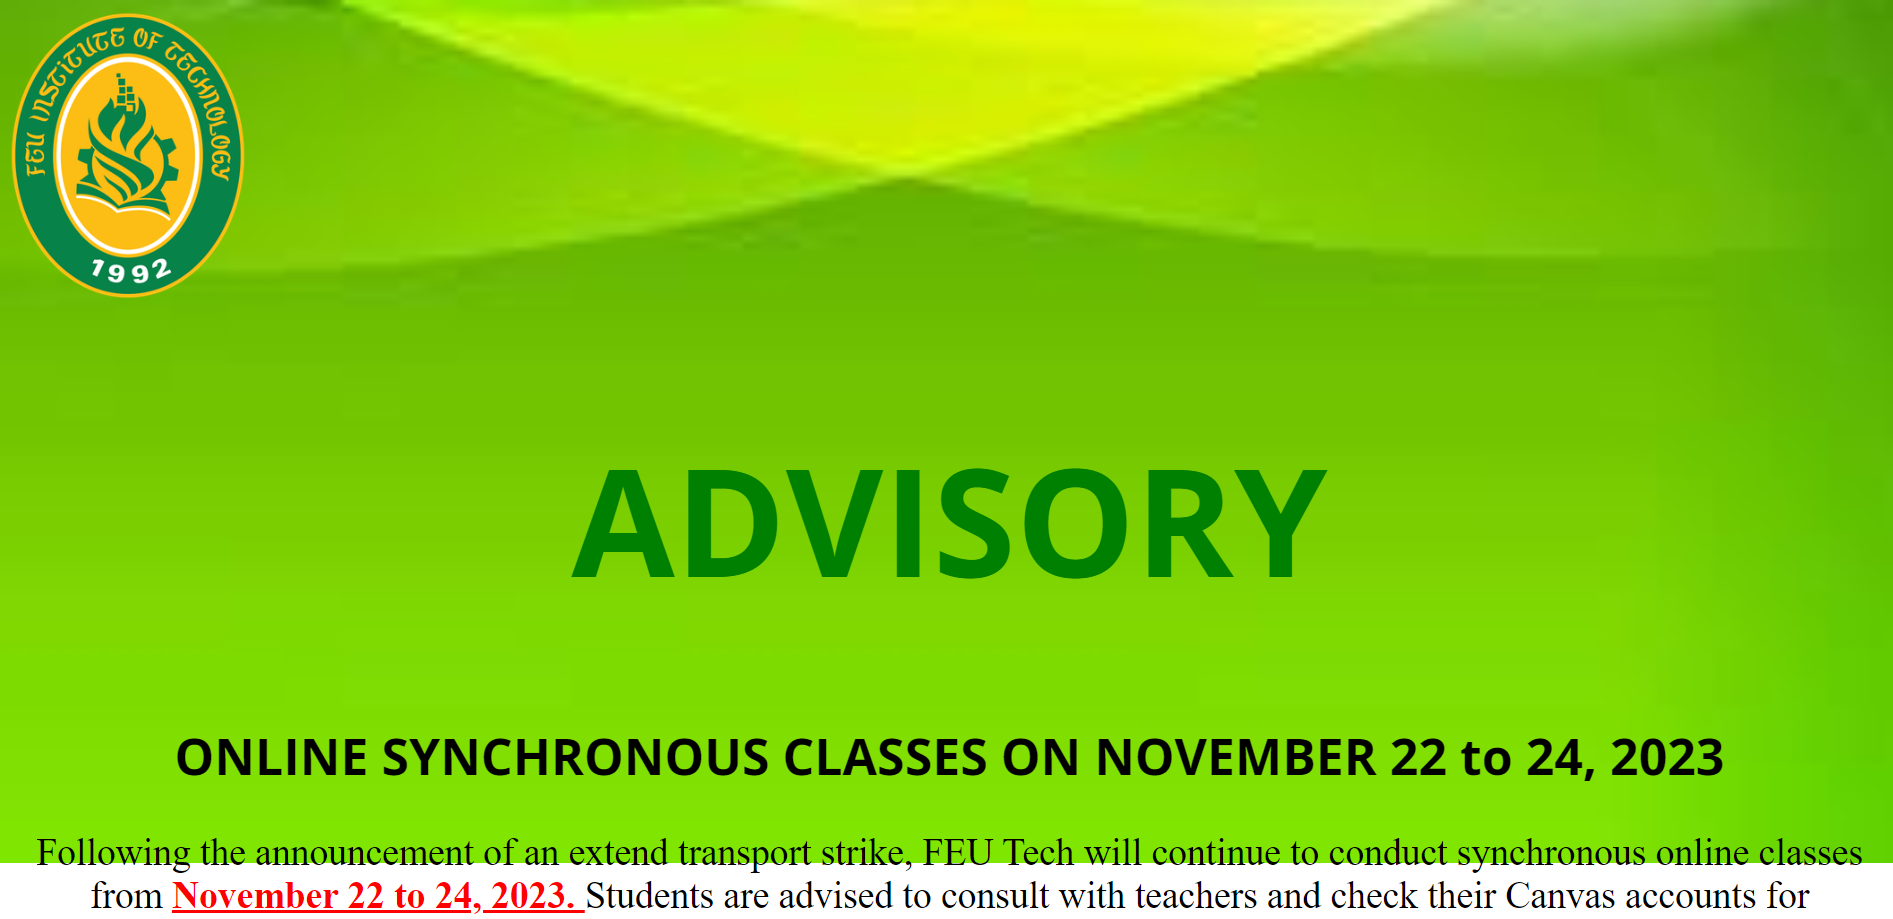 FEU INSTITUTE OF TECHNOLOGY
1992
ADVISORY
ONLINE SYNCHRONOUS CLASSES ON NOVEMBER 22 to 24, 2023
Following the announcement of an extend transport strike, FEU Tech will continue to conduct synchronous online classes
from November 22 to 24, 2023. Students are advised to consult with teachers and check their Canvas accounts for